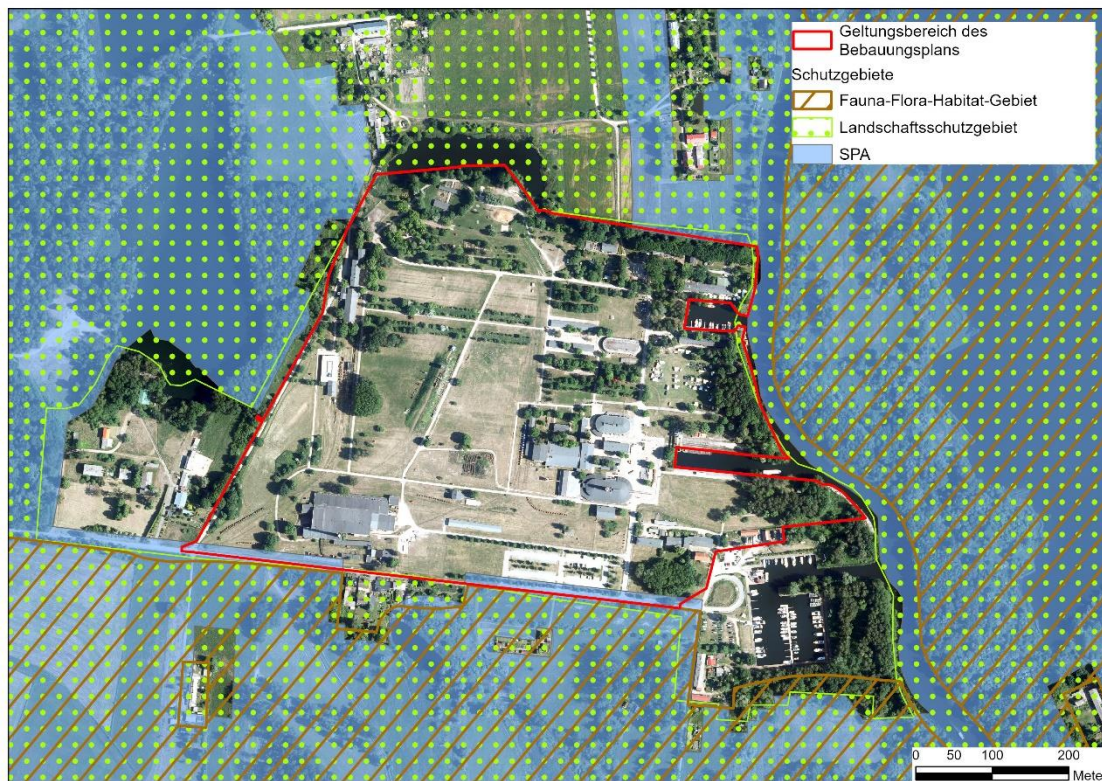 Geltungsbereich des
Bebauungsplans
Schutzgebiete
Fauna-Flora-Habitat-Gebiet
Landschaftsschutzgebiet
SPA
0 50 100 200
Mete